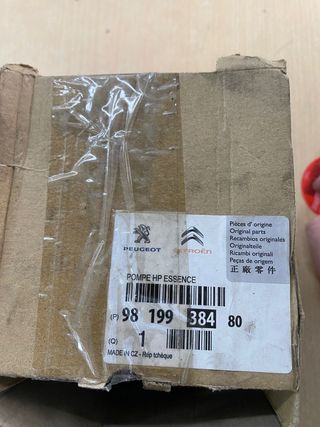 PEUGEOT
CITROËN
Pièces d'origine
Original parts
Recambios originales
Originalteile
Ricambi originali
Peças de origem
正廠零件
POMPE HP ESSENCE
(P) 98 199 384 80
(Q) 1
MADE IN CZ - Rép tchèque